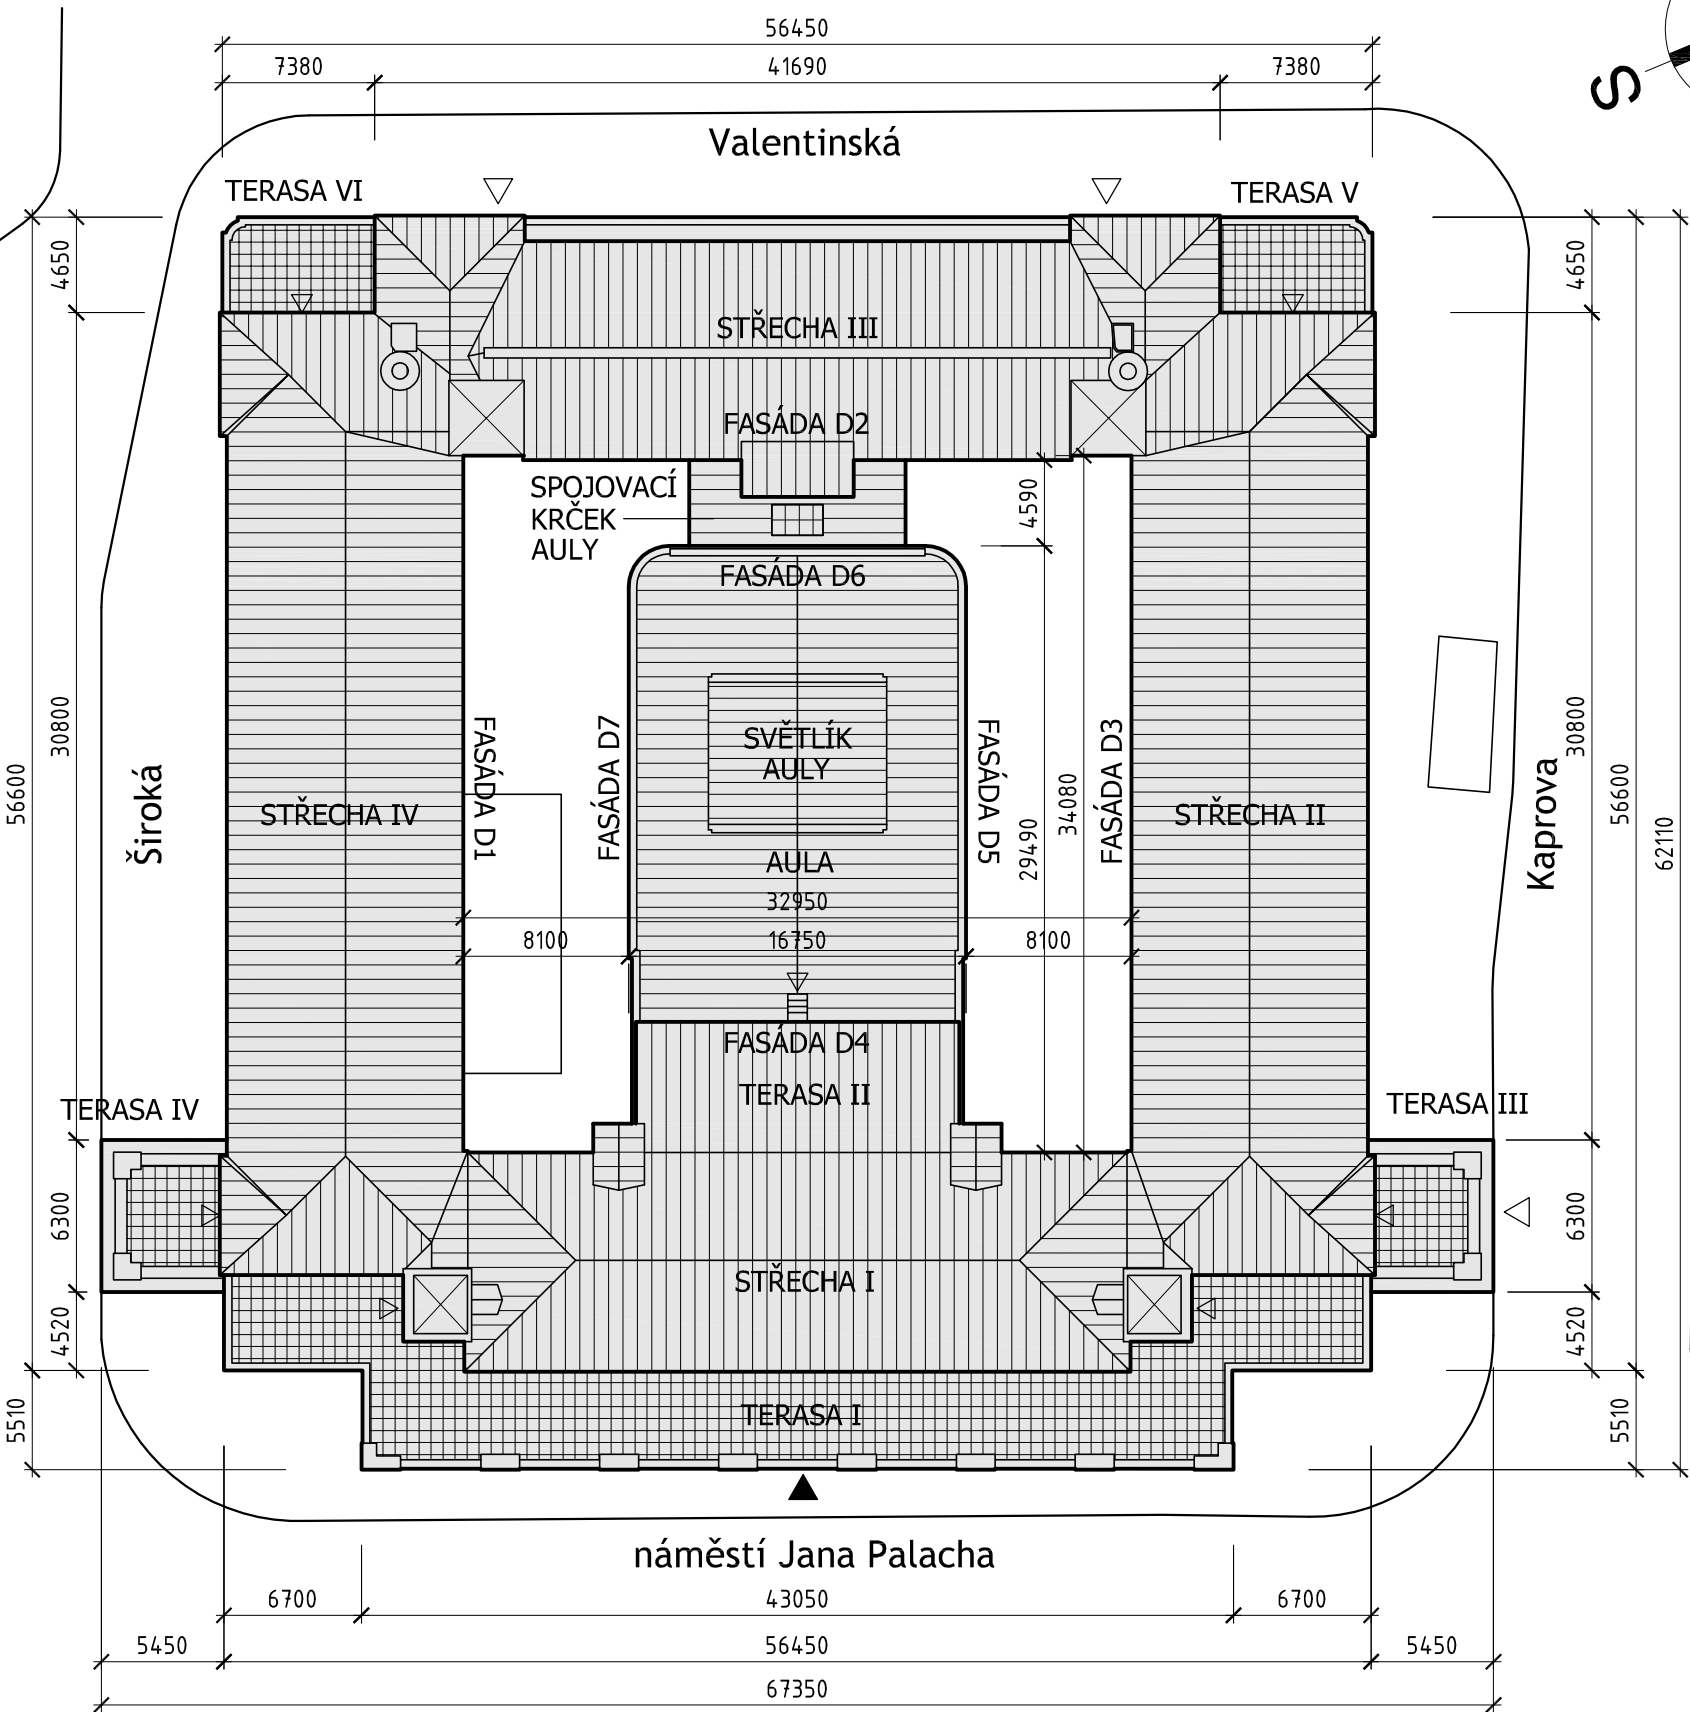 56450
7380
41690
7380
S
Valentinská
TERASA VI
TERASA V
4650
4650
STŘECHA III
FASÁDA D2
SPOJOVACÍ
KRČEK
AULY
4590
FASÁDA D6
56600
30800
Široká
STŘECHA IV
FASÁDA D1
FASÁDA D7
SVĚTLÍK
AULY
AULA
32950
8100
16750
8100
FASÁDA D5
29490
34080
FASÁDA D3
STŘECHA II
Kaprova
30800
56600
62110
FASÁDA D4
TERASA II
TERASA IV
TERASA III
6300
6300
STŘECHA I
4520
4520
5510
TERASA I
5510
náměstí Jana Palacha
6700
43050
6700
5450
56450
5450
67350